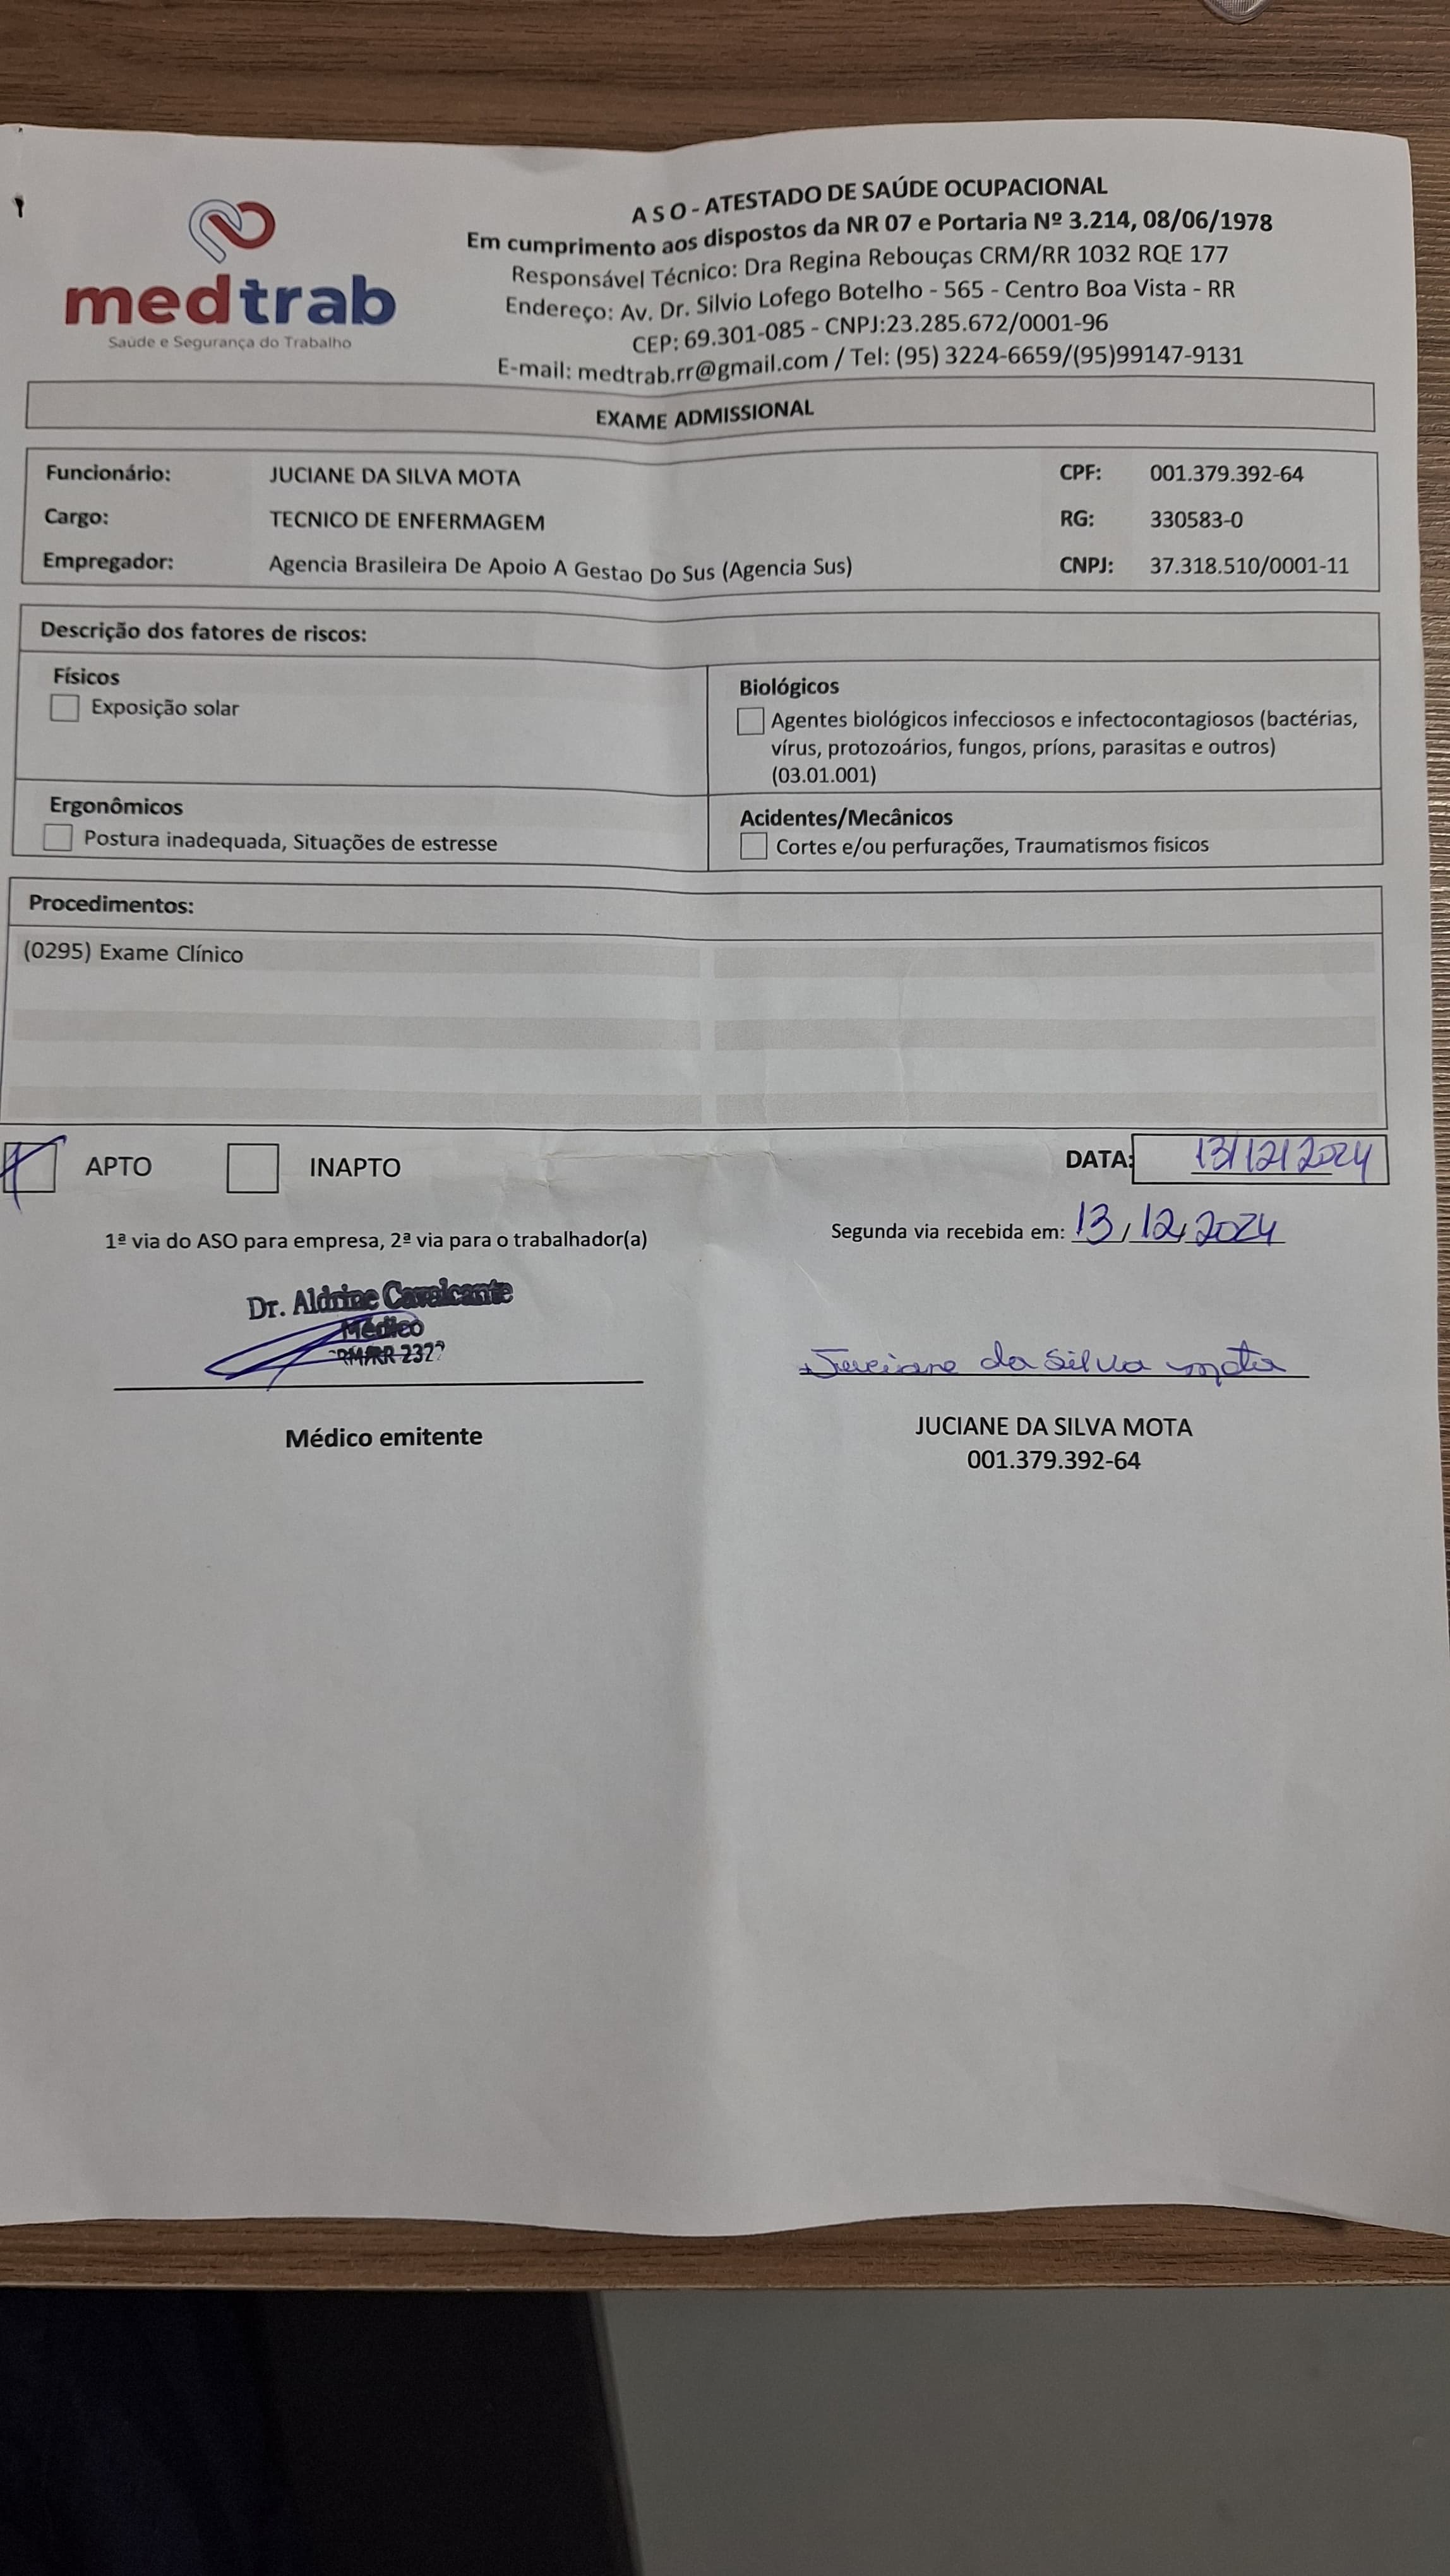 medtrab
Saúde e Segurança do Trabalho
A S O - ATESTADO DE SAÚDE OCUPACIONAL
Em cumprimento aos dispostos da NR 07 e Portaria Nº 3.214, 08/06/1978
Responsável Técnico: Dra Regina Rebouças CRM/RR 1032 RQE 177
Endereço: Av. Dr. Silvio Lofego Botelho - 565 - Centro Boa Vista - RR
CEP: 69.301-085 - CNPJ:23.285.672/0001-96
E-mail: medtrab.rr@gmail.com / Tel: (95) 3224-6659/(95)99147-9131
EXAME ADMISSIONAL
Funcionário: JUCIANE DA SILVA MOTA CPF: 001.379.392-64
Cargo: TECNICO DE ENFERMAGEM RG: 330583-0
Empregador: Agencia Brasileira De Apoio A Gestao Do Sus (Agencia Sus) CNPJ: 37.318.510/0001-11
Descrição dos fatores de riscos:
Físicos
Exposição solar
Biológicos
Agentes biológicos infecciosos e infectocontagiosos (bactérias,
vírus, protozoários, fungos, príons, parasitas e outros)
(03.01.001)
Ergonômicos
Postura inadequada, Situações de estresse
Acidentes/Mecânicos
Cortes e/ou perfurações, Traumatismos fisicos
Procedimentos:
(0295) Exame Clínico
APTO INAPTO DATA: 13/12/2024
1ª via do ASO para empresa, 2ª via para o trabalhador(a)
Segunda via recebida em: 13/12/2024
Dr. Aldrine Cavalcante
Médico
Juciane da Silva mota
Médico emitente
JUCIANE DA SILVA MOTA
001.379.392-64